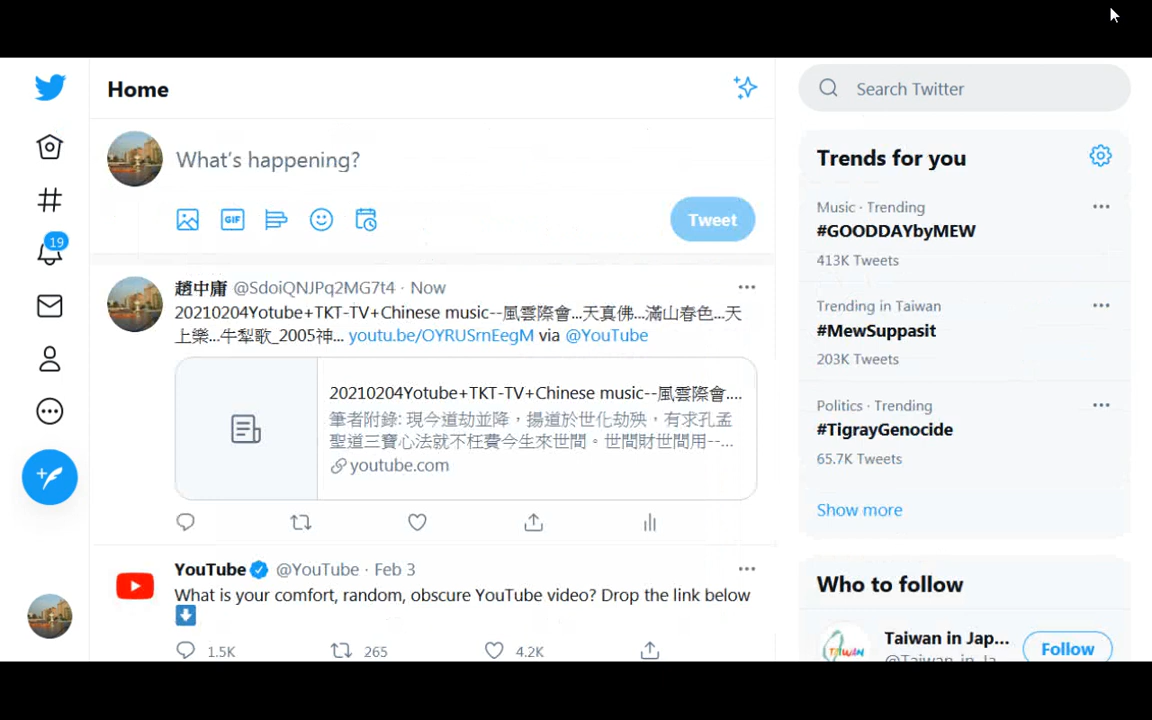 Home
What's happening?
GIF
Tweet
19
趙中庸 @SdoiQNJPq2MG7t4 · Now
20210204Yotube+TKT-TV+Chinese music--風雲際會...天真佛...滿山春色...天
上樂...牛犁歌_2005神... youtu.be/OYRUSrnEegM via @YouTube
20210204Yotube+TKT-TV+Chinese music--風雲際會....
筆者附錄: 現今道劫並降，揚道於世化劫殃，有求孔孟
聖道三寶心法就不枉費今生來世間。世間財世間用--...
youtube.com
YouTube @YouTube · Feb 3
What is your comfort, random, obscure YouTube video? Drop the link below
1.5K 265 4.2K
Search Twitter
Trends for you
Music · Trending
#GOODDAYbyMEW
413K Tweets
Trending in Taiwan
#MewSuppasit
203K Tweets
Politics · Trending
#TigrayGenocide
65.7K Tweets
Show more
Who to follow
Taiwan in Jap...
@Taiwan_in_Ja...
Follow
TAIWAN